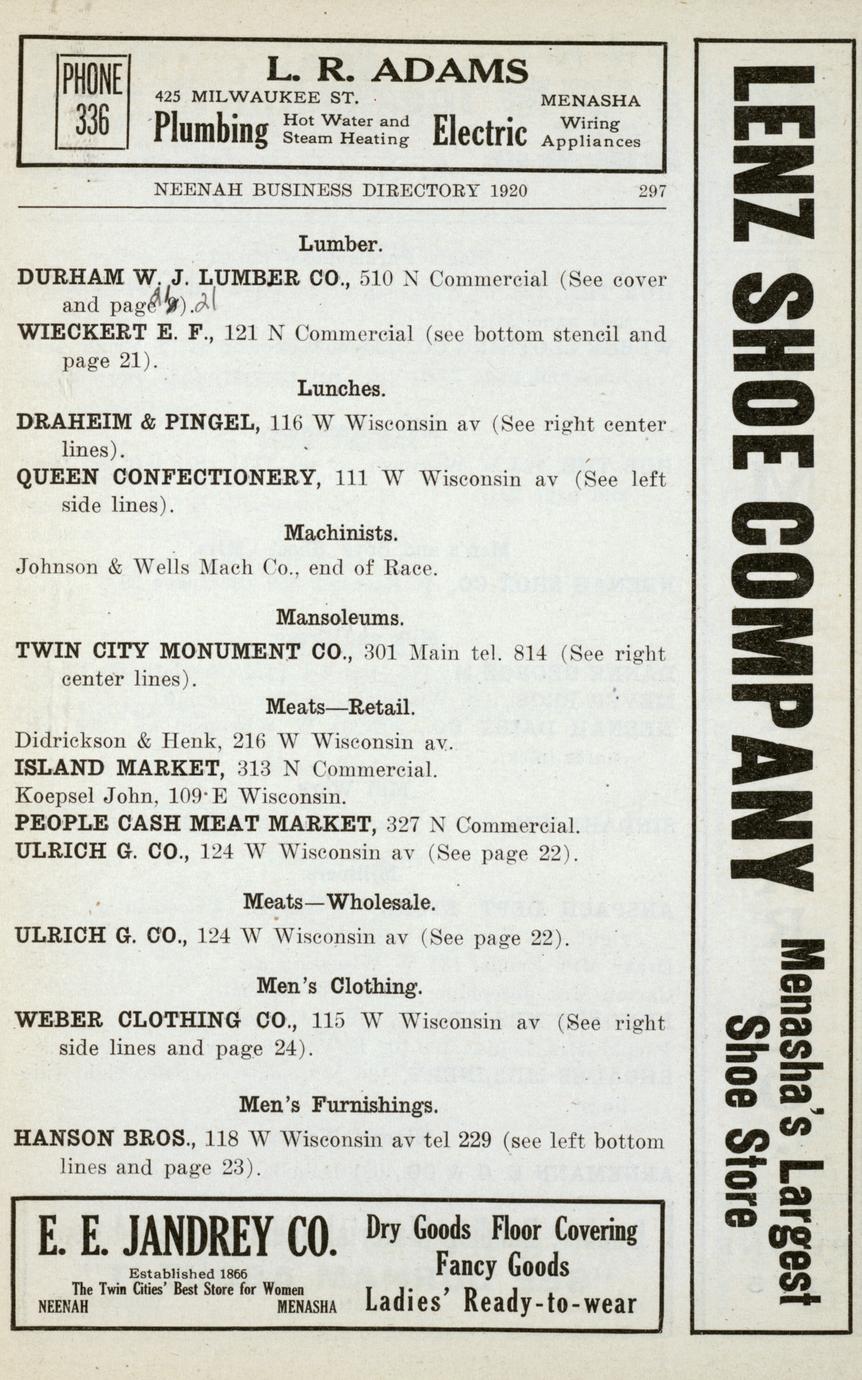 PHONE
336
L. R. ADAMS
425 MILWAUKEE ST. MENASHA
Plumbing Hot Water and Steam Heating Electric Wiring Appliances
NEENAH BUSINESS DIRECTORY 1920 297
Lumber.
DURHAM W. J. LUMBER CO., 510 N Commercial (See cover
and page ). 21
WIECKERT E. F., 121 N Commercial (see bottom stencil and
page 21).
Lunches.
DRAHEIM & PINGEL, 116 W Wisconsin av (See right center
lines).
QUEEN CONFECTIONERY, 111 W Wisconsin av (See left
side lines).
Machinists.
Johnson & Wells Mach Co., end of Race.
Mansoleums.
TWIN CITY MONUMENT CO., 301 Main tel. 814 (See right
center lines).
Meats—Retail.
Didrickson & Henk, 216 W Wisconsin av.
ISLAND MARKET, 313 N Commercial.
Koepsel John, 109 E Wisconsin.
PEOPLE CASH MEAT MARKET, 327 N Commercial.
ULRICH G. CO., 124 W Wisconsin av (See page 22).
Meats—Wholesale.
ULRICH G. CO., 124 W Wisconsin av (See page 22).
Men's Clothing.
WEBER CLOTHING CO., 115 W Wisconsin av (See right
side lines and page 24).
Men's Furnishings.
HANSON BROS., 118 W Wisconsin av tel 229 (see left bottom
lines and page 23).
E. E. JANDREY CO.
Established 1866
The Twin Cities' Best Store for Women
NEENAH MENASHA
Dry Goods Floor Covering
Fancy Goods
Ladies' Ready-to-wear
LENZ SHOE COMPANY
Menasha's Largest
Shoe Store